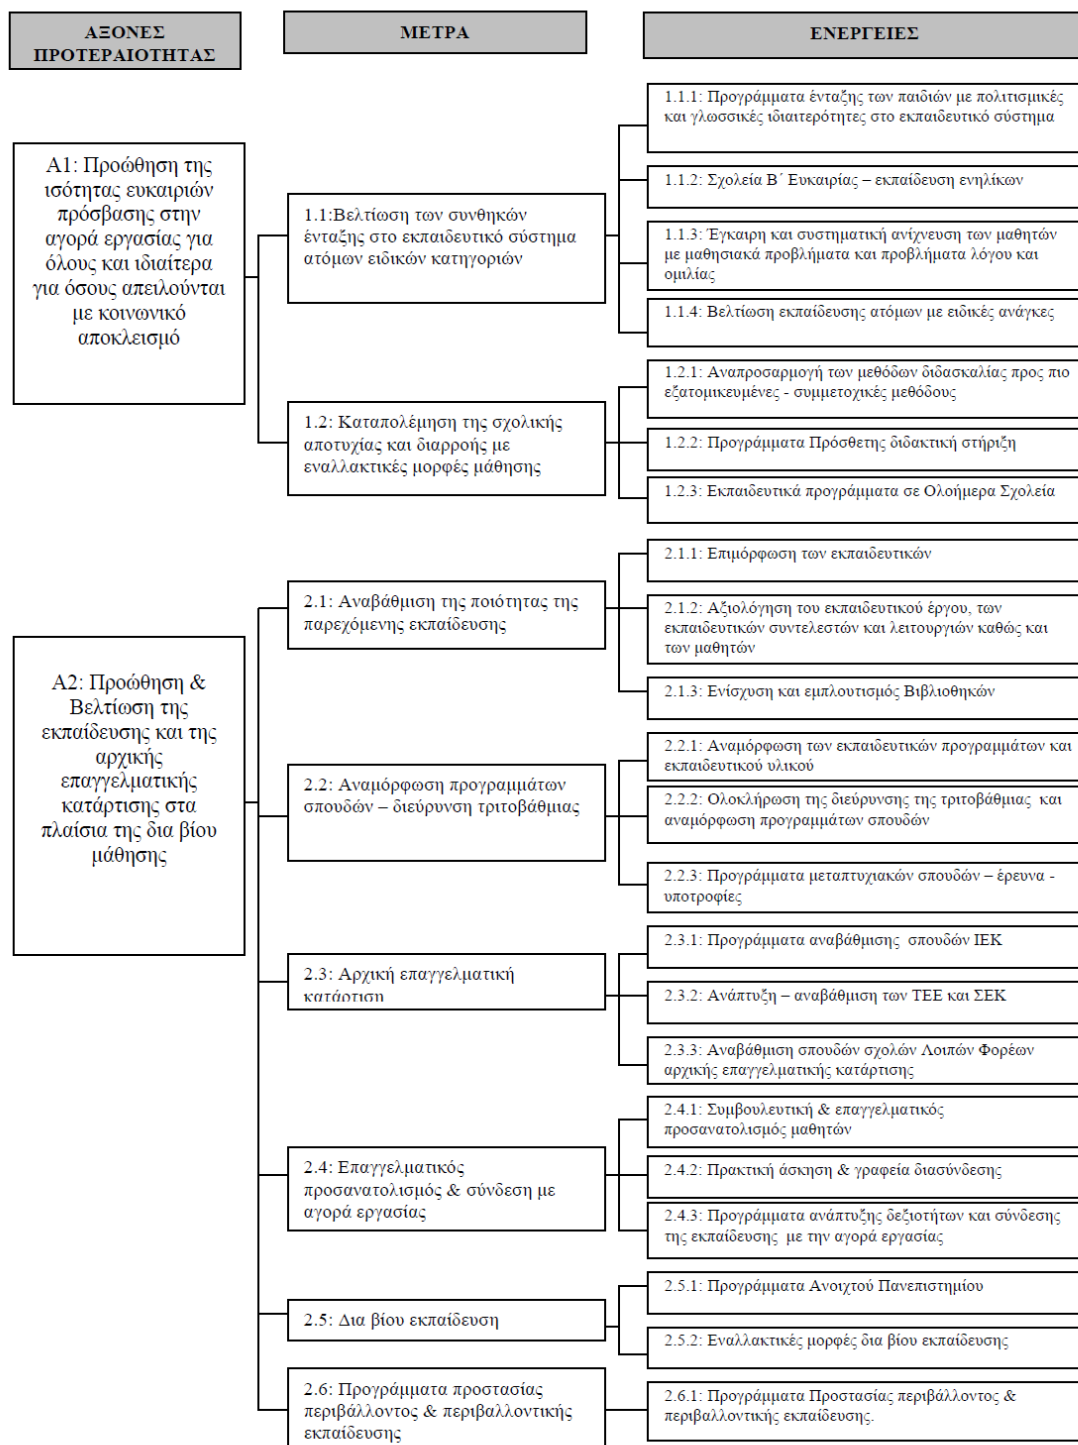 ΑΞΟΝΕΣ
ΠΡΟΤΕΡΑΙΟΤΗΤΑΣ
ΜΕΤΡΑ
ΕΝΕΡΓΕΙΕΣ
Α1: Προώθηση της
ισότητας ευκαιριών
πρόσβασης στην
αγορά εργασίας για
όλους και ιδιαίτερα
για όσους απειλούνται
με κοινωνικό
αποκλεισμό
1.1:Βελτίωση των συνθηκών
ένταξης στο εκπαιδευτικό σύστημα
ατόμων ειδικών κατηγοριών
1.1.1: Προγράμματα ένταξης των παιδιών με πολιτισμικές
και γλωσσικές ιδιαιτερότητες στο εκπαιδευτικό σύστημα
1.1.2: Σχολεία Β΄ Ευκαιρίας – εκπαίδευση ενηλίκων
1.1.3: Έγκαιρη και συστηματική ανίχνευση των μαθητών
με μαθησιακά προβλήματα και προβλήματα λόγου και
ομιλίας
1.1.4: Βελτίωση εκπαίδευσης ατόμων με ειδικές ανάγκες
1.2: Καταπολέμηση της σχολικής
αποτυχίας και διαρροής με
εναλλακτικές μορφές μάθησης
1.2.1: Αναπροσαρμογή των μεθόδων διδασκαλίας προς πιο
εξατομικευμένες - συμμετοχικές μεθόδους
1.2.2: Προγράμματα Πρόσθετης διδακτική στήριξη
1.2.3: Εκπαιδευτικά προγράμματα σε Ολοήμερα Σχολεία
Α2: Προώθηση &
Βελτίωση της
εκπαίδευσης και της
αρχικής
επαγγελματικής
κατάρτισης στα
πλαίσια της δια βίου
μάθησης
2.1: Αναβάθμιση της ποιότητας της
παρεχόμενης εκπαίδευσης
2.1.1: Επιμόρφωση των εκπαιδευτικών
2.1.2: Αξιολόγηση του εκπαιδευτικού έργου, των
εκπαιδευτικών συντελεστών και λειτουργιών καθώς και
των μαθητών
2.1.3: Ενίσχυση και εμπλουτισμός Βιβλιοθηκών
2.2: Αναμόρφωση προγραμμάτων
σπουδών – διεύρυνση τριτοβάθμιας
2.2.1: Αναμόρφωση των εκπαιδευτικών προγραμμάτων και
εκπαιδευτικού υλικού
2.2.2: Ολοκλήρωση της διεύρυνσης της τριτοβάθμιας και
αναμόρφωση προγραμμάτων σπουδών
2.2.3: Προγράμματα μεταπτυχιακών σπουδών – έρευνα -
υποτροφίες
2.3: Αρχική επαγγελματική
κατάρτιση
2.3.1: Προγράμματα αναβάθμισης σπουδών ΙΕΚ
2.3.2: Ανάπτυξη – αναβάθμιση των ΤΕΕ και ΣΕΚ
2.3.3: Αναβάθμιση σπουδών σχολών Λοιπών Φορέων
αρχικής επαγγελματικής κατάρτισης
2.4: Επαγγελματικός
προσανατολισμός & σύνδεση με
αγορά εργασίας
2.4.1: Συμβουλευτική & επαγγελματικός
προσανατολισμός μαθητών
2.4.2: Πρακτική άσκηση & γραφεία διασύνδεσης
2.4.3: Προγράμματα ανάπτυξης δεξιοτήτων και σύνδεσης
της εκπαίδευσης με την αγορά εργασίας
2.5: Δια βίου εκπαίδευση
2.5.1: Προγράμματα Ανοιχτού Πανεπιστημίου
2.5.2: Εναλλακτικές μορφές δια βίου εκπαίδευσης
2.6: Προγράμματα προστασίας
περιβάλλοντος & περιβαλλοντικής
εκπαίδευσης
2.6.1: Προγράμματα Προστασίας περιβάλλοντος &
περιβαλλοντικής εκπαίδευσης.